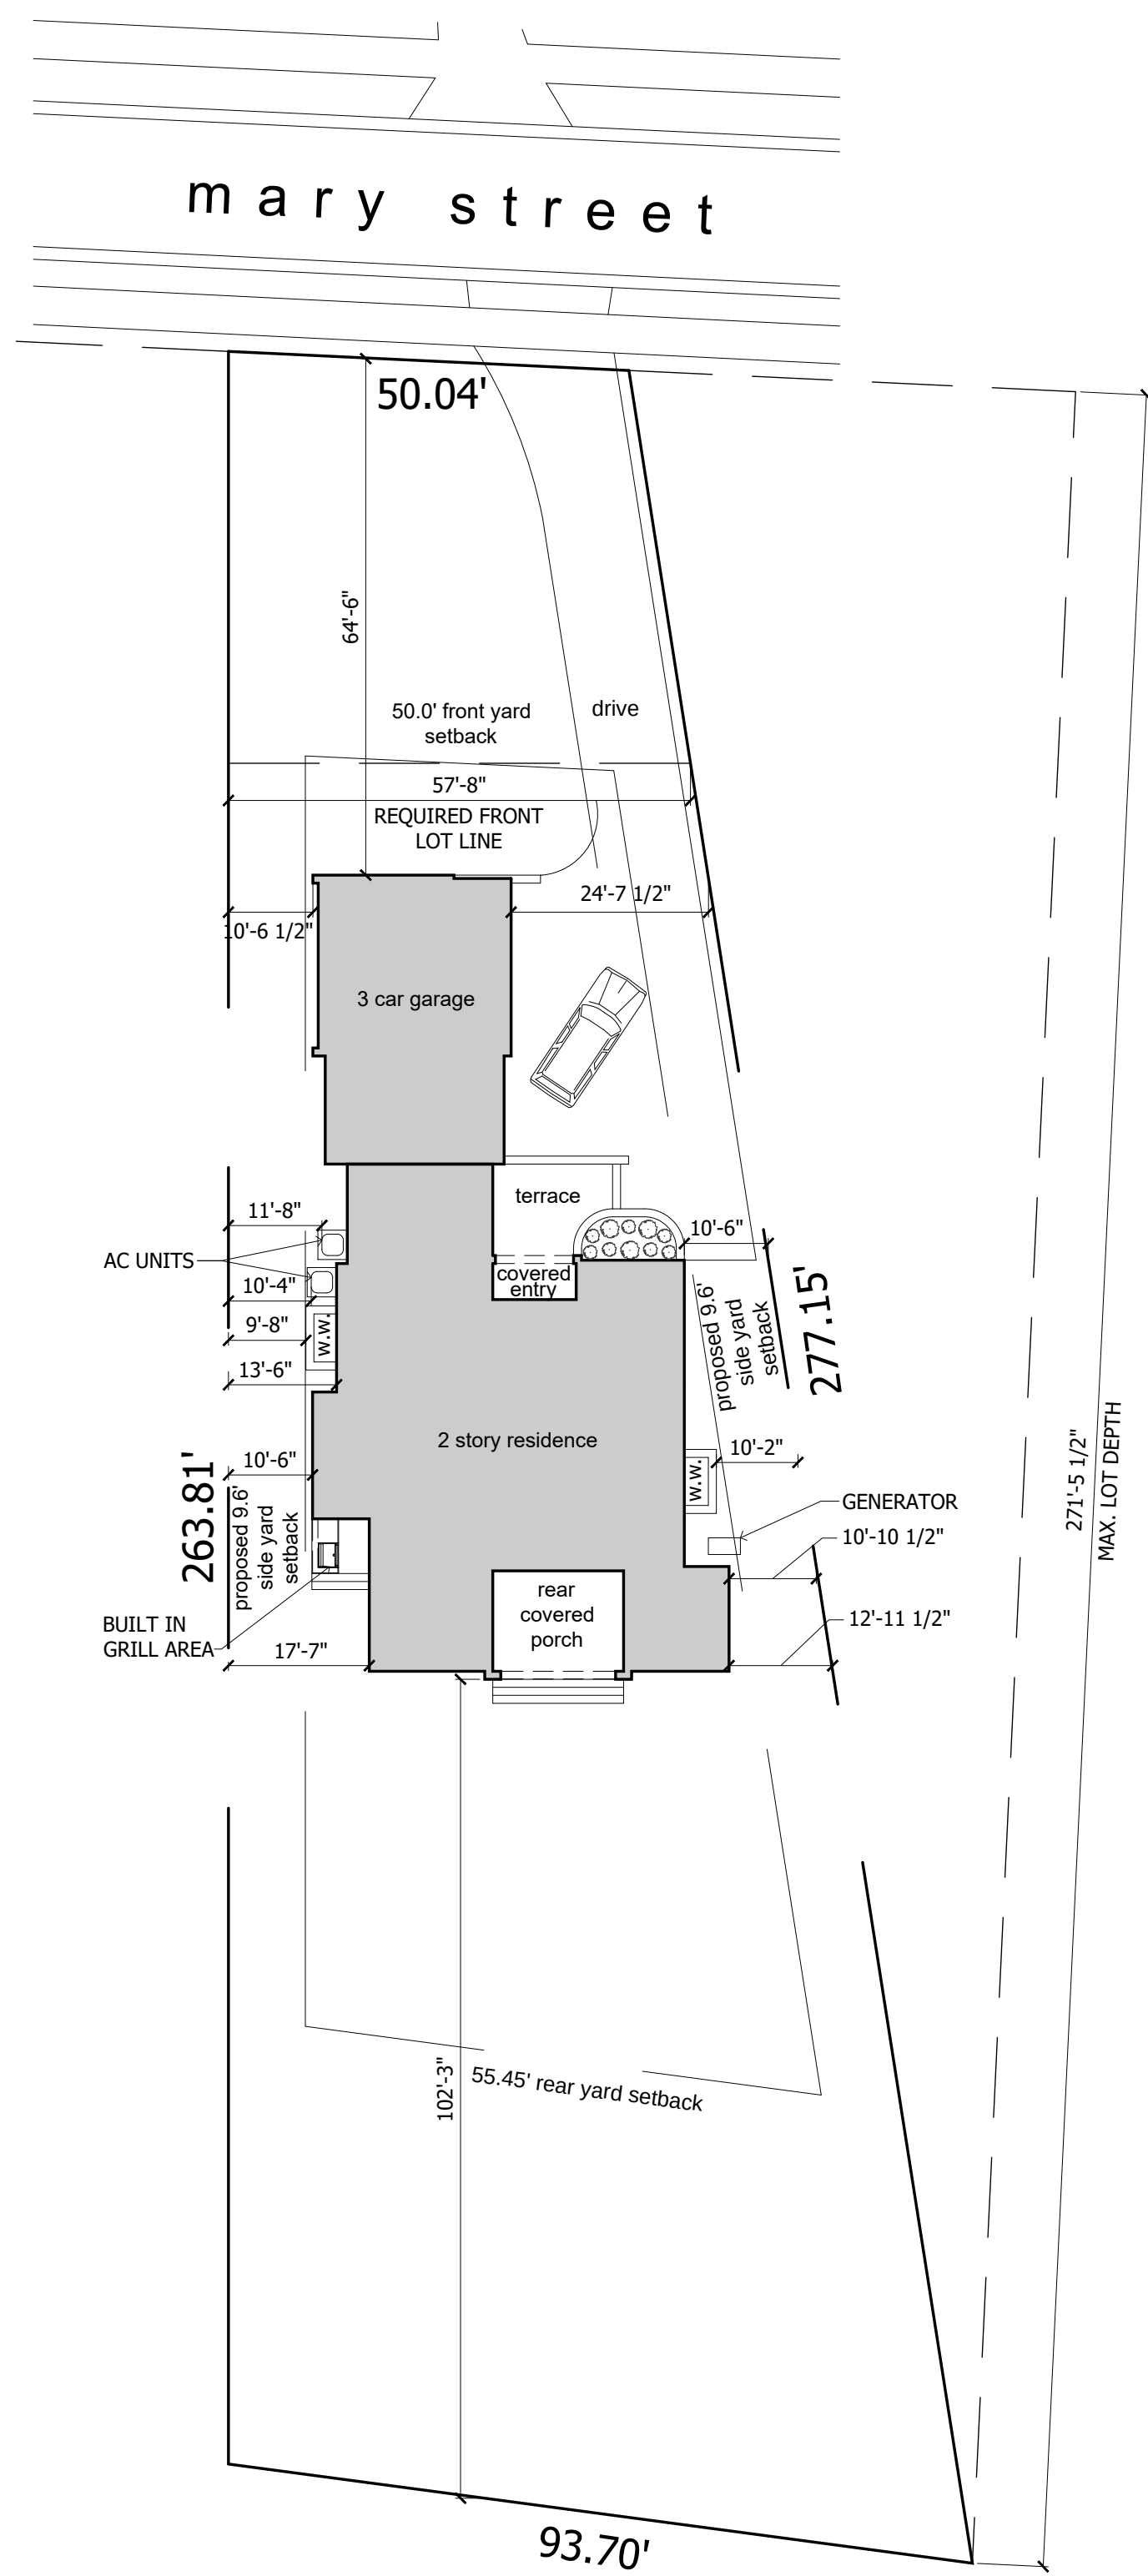 mary street
50.04'
64'-6"
50.0' front yard
setback
drive
57'-8"
REQUIRED FRONT
LOT LINE
24'-7 1/2"
10'-6 1/2"
3 car garage
terrace
11'-8"
10'-6"
AC UNITS
covered
entry
10'-4"
9'-8"
w.w.
13'-6"
proposed 9.6'
side yard
setback
277.15'
2 story residence
10'-2"
w.w.
10'-6"
263.81'
proposed 9.6'
side yard
setback
271'-5 1/2"
MAX. LOT DEPTH
GENERATOR
10'-10 1/2"
rear
covered
porch
12'-11 1/2"
BUILT IN
GRILL AREA
17'-7"
102'-3"
55.45' rear yard setback
93.70'